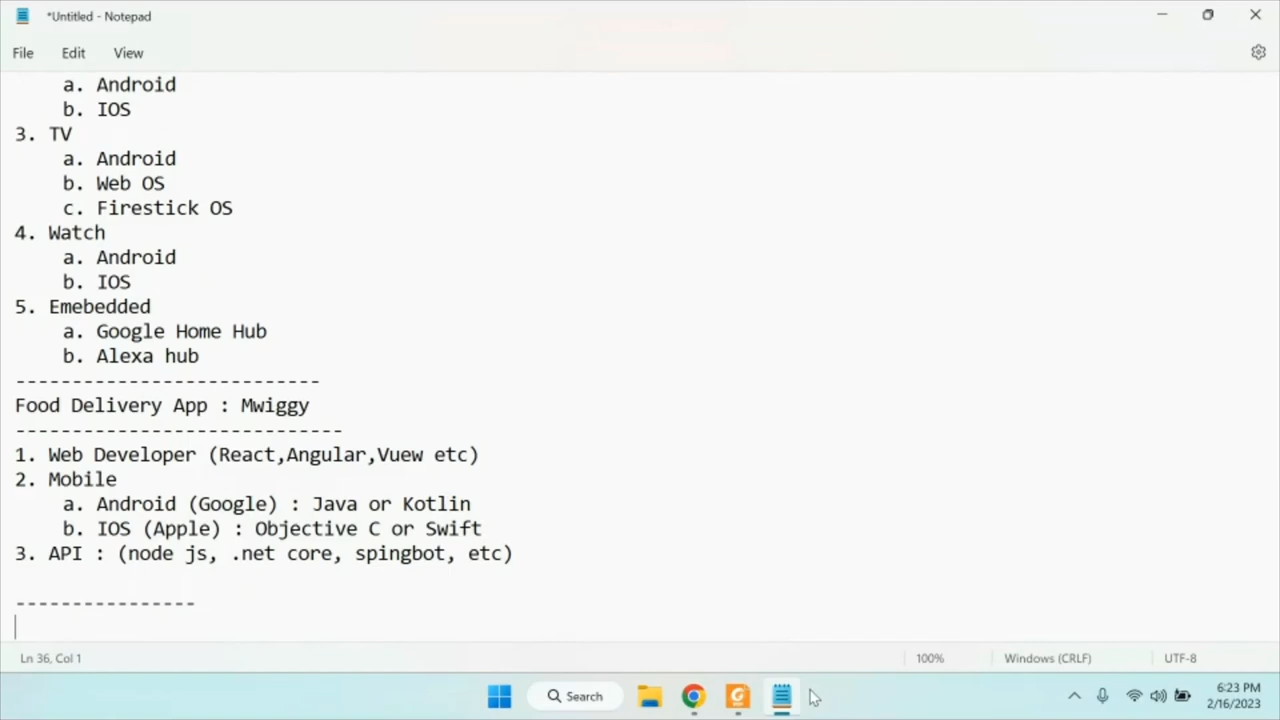 *Untitled - Notepad
File Edit View
a. Android
b. IOS
3. TV
a. Android
b. Web OS
c. Firestick OS
4. Watch
a. Android
b. IOS
5. Emebedded
a. Google Home Hub
b. Alexa hub
---------------------------
Food Delivery App : Mwiggy
-----------------------------
1. Web Developer (React,Angular,Vuew etc)
2. Mobile
a. Android (Google) : Java or Kotlin
b. IOS (Apple) : Objective C or Swift
3. API : (node js, .net core, spingbot, etc)
----------------
Ln 36, Col 1 100% Windows (CRLF) UTF-8
Search
6:23 PM
2/16/2023